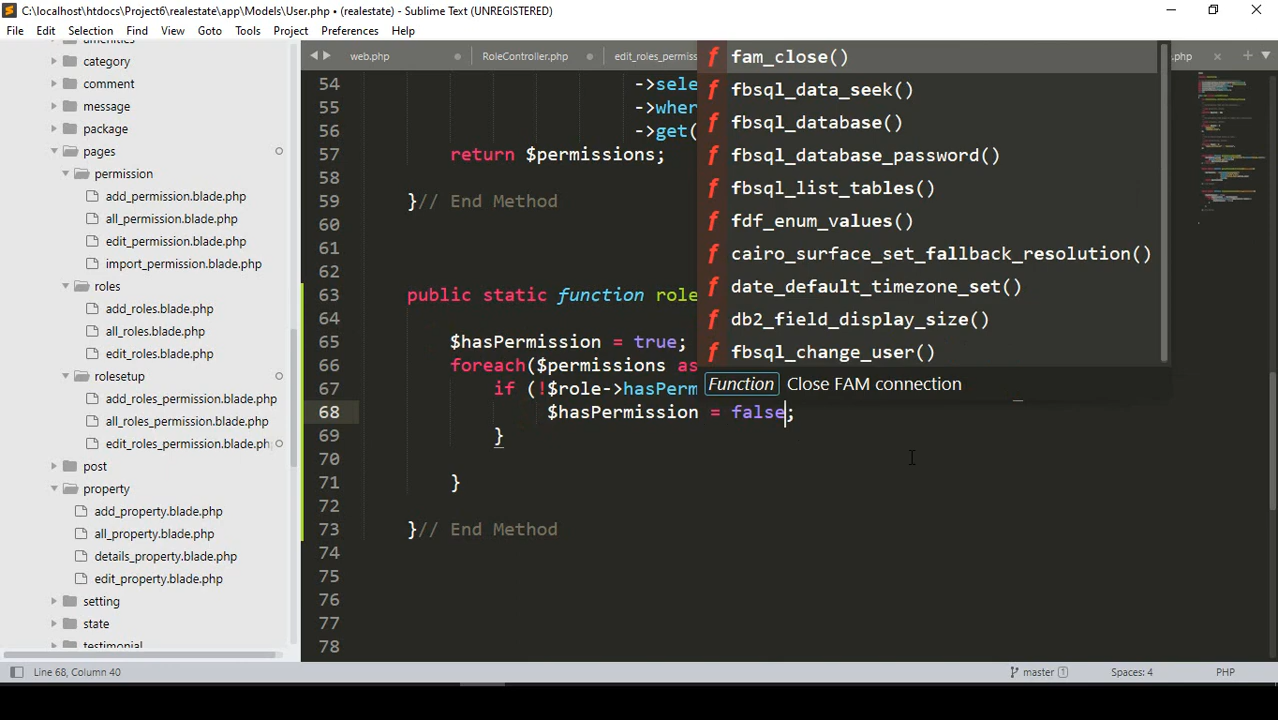 C:\localhost\htdocs\Project6\realestate\app\Models\User.php • (realestate) - Sublime Text (UNREGISTERED)
File Edit Selection Find View Goto Tools Project Preferences Help
category
comment
message
package
pages
permission
add_permission.blade.php
all_permission.blade.php
edit_permission.blade.php
import_permission.blade.php
roles
add_roles.blade.php
all_roles.blade.php
edit_roles.blade.php
rolesetup
add_roles_permission.blade.php
all_roles_permission.blade.php
edit_roles_permission.blade.ph
post
property
add_property.blade.php
all_property.blade.php
details_property.blade.php
edit_property.blade.php
setting
state
testimonial
web.php RoleController.php edit_roles_permiss .php
54 ->sele
55 ->wher
56 ->get(
57 return $permissions;
58
59 }// End Method
60
61
62
63 public static function role
64
65 $hasPermission = true;
66 foreach($permissions as
67 if (!$role->hasPerm
68 $hasPermission = false;
69 }
70
71 }
72
73 }// End Method
74
75
76
77
78
f fam_close()
f fbsql_data_seek()
f fbsql_database()
f fbsql_database_password()
f fbsql_list_tables()
f fdf_enum_values()
f cairo_surface_set_fallback_resolution()
f date_default_timezone_set()
f db2_field_display_size()
f fbsql_change_user()
Function Close FAM connection
Line 68, Column 40 master 1 Spaces: 4 PHP